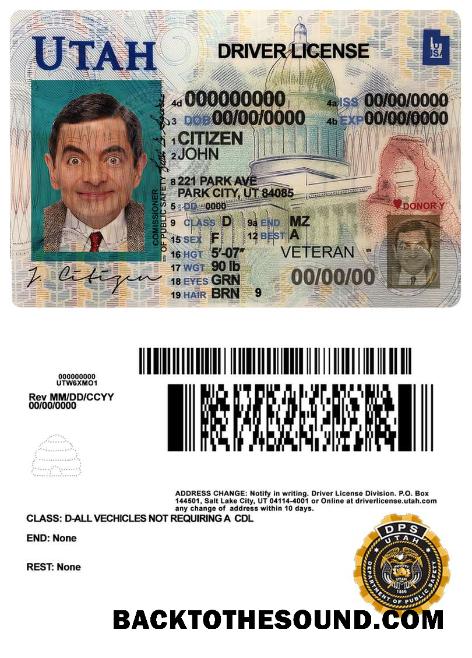 UTAH
DRIVER LICENSE
UT
USA
4d 000000000
4a ISS 00/00/0000
3 DOB 00/00/0000
4b EXP 00/00/0000
1 CITIZEN
2 JOHN
8 221 PARK AVE
PARK CITY, UT 84085
5 DD 0000
DONOR Y
9 CLASS D 9a END MZ
12 REST A
15 SEX F
VETERAN
16 HGT 5'-07"
17 WGT 90 lb
00/00/00
18 EYES GRN
19 HAIR BRN 9
J. Citizen
OF PUBLIC SAFETY
000000000
UTW6XMO1
Rev MM/DD/CCYY
00/00/0000
ADDRESS CHANGE: Notify in writing. Driver License Division. P.O. Box
144501, Salt Lake City, UT 04114-4001 or Online at driverlicense.utah.com
any change of address within 10 days.
CLASS: D-ALL VECHICLES NOT REQUIRING A CDL
END: None
REST: None
DPS
UTAH
DEPARTMENT OF PUBLIC SAFETY
BACKTOTHESOUND.COM